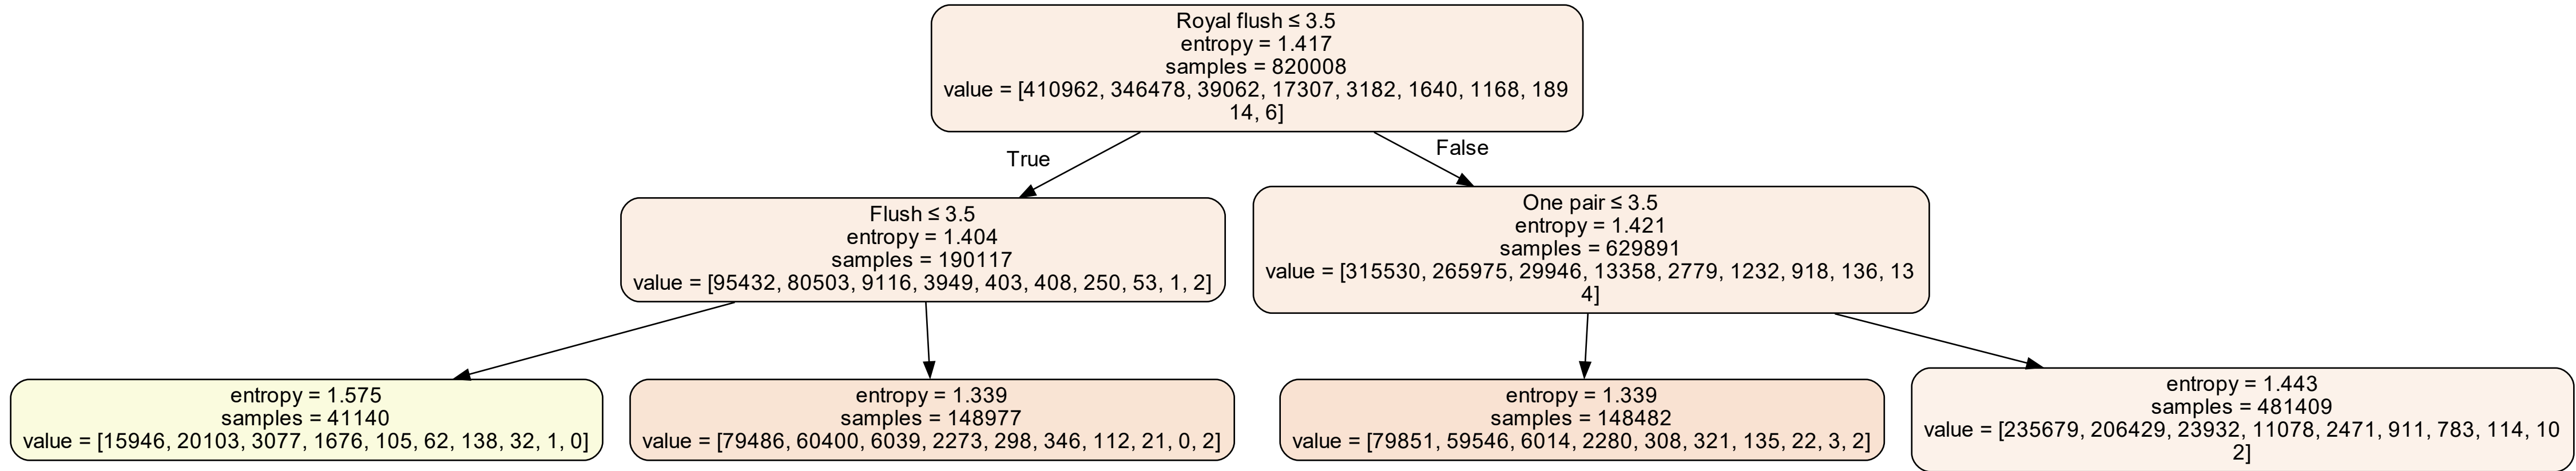 Royal flush ≤ 3.5
entropy = 1.417
samples = 820008
value = [410962, 346478, 39062, 17307, 3182, 1640, 1168, 189
14, 6]
True
False
Flush ≤ 3.5
entropy = 1.404
samples = 190117
value = [95432, 80503, 9116, 3949, 403, 408, 250, 53, 1, 2]
One pair ≤ 3.5
entropy = 1.421
samples = 629891
value = [315530, 265975, 29946, 13358, 2779, 1232, 918, 136, 13
4]
entropy = 1.575
samples = 41140
value = [15946, 20103, 3077, 1676, 105, 62, 138, 32, 1, 0]
entropy = 1.339
samples = 148977
value = [79486, 60400, 6039, 2273, 298, 346, 112, 21, 0, 2]
entropy = 1.339
samples = 148482
value = [79851, 59546, 6014, 2280, 308, 321, 135, 22, 3, 2]
entropy = 1.443
samples = 481409
value = [235679, 206429, 23932, 11078, 2471, 911, 783, 114, 10
2]